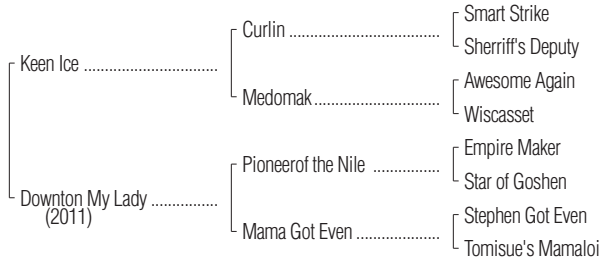 Smart Strike
Curlin ................................
Sherriff's Deputy
Keen Ice .............................
Awesome Again
Medomak ..........................
Wiscasset
Empire Maker
Pioneerof the Nile ..............
Star of Goshen
Downton My Lady ..............
(2011)
Stephen Got Even
Mama Got Even .................
Tomisue's Mamaloi